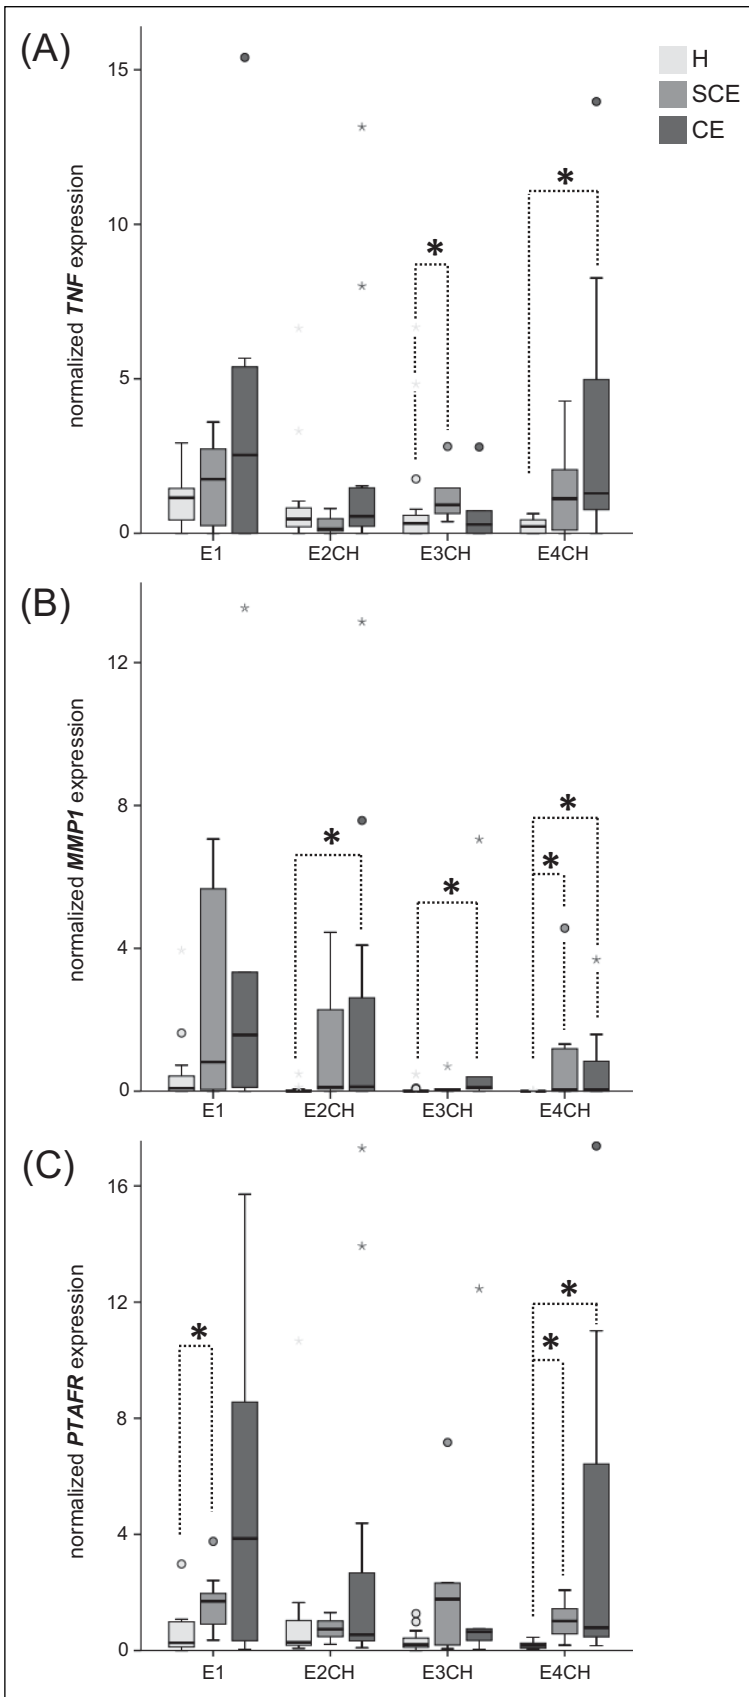 (A)
H
SCE
CE
15
10
5
0
normalized TNF expression
*
*
E1 E2CH E3CH E4CH
(B)
12
8
4
0
normalized MMP1 expression
*
*
*
*
E1 E2CH E3CH E4CH
(C)
16
12
8
4
0
normalized PTAFR expression
*
*
*
E1 E2CH E3CH E4CH